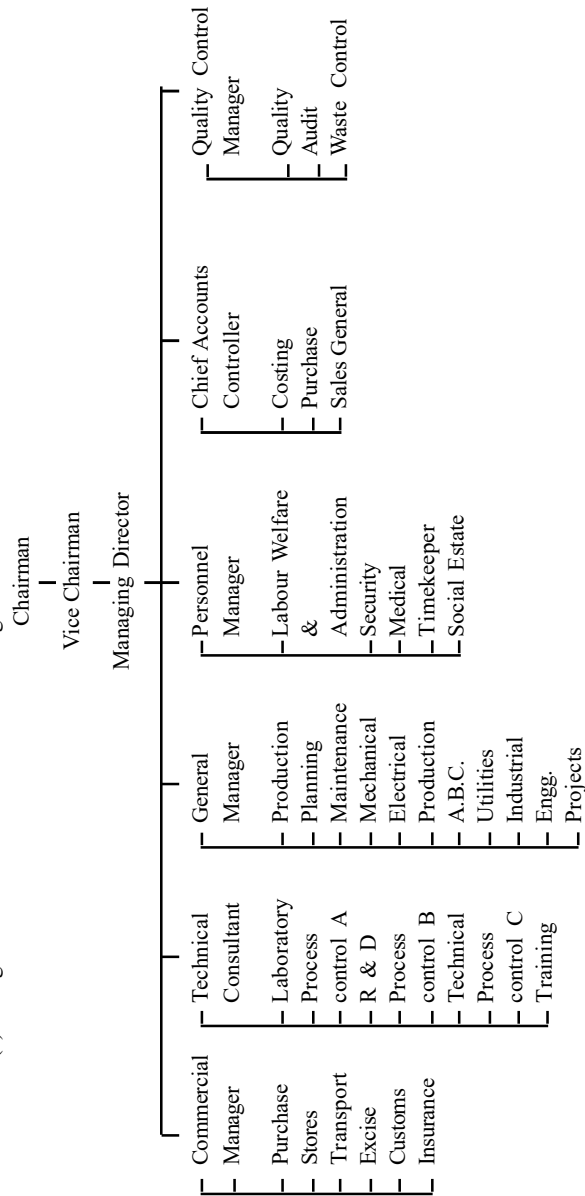 Chairman
Vice Chairman
Managing Director
Commercial
Manager
Purchase
Stores
Transport
Excise
Customs
Insurance
Technical
Consultant
Laboratory
Process
control A
R & D
Process
control B
Technical
Process
control C
Training
General
Manager
Production
Planning
Maintenance
Mechanical
Electrical
Production
A.B.C.
Utilities
Industrial
Engg.
Projects
Personnel
Manager
Labour Welfare
&
Administration
Security
Medical
Timekeeper
Social Estate
Chief Accounts
Controller
Costing
Purchase
Sales General
Quality Control
Manager
Quality
Audit
Waste Control